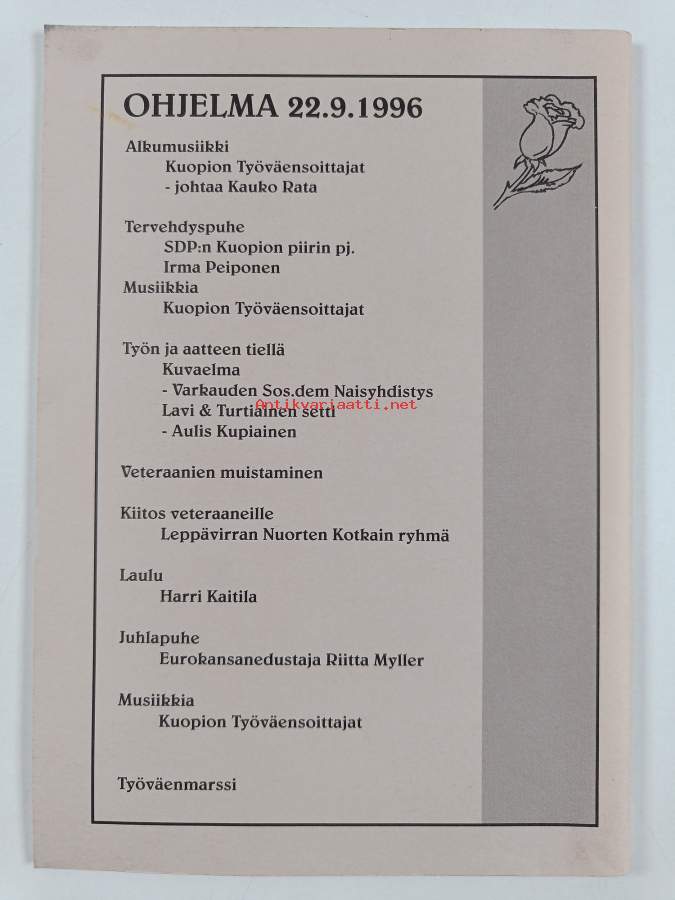 OHJELMA 22.9.1996
Alkumusiikki
Kuopion Työväensoittajat
- johtaa Kauko Rata
Tervehdyspuhe
SDP:n Kuopion piirin pj.
Irma Peiponen
Musiikkia
Kuopion Työväensoittajat
Työn ja aatteen tiellä
Kuvaelma
- Varkauden Sos.dem Naisyhdistys
Antikvariaatti.net
Lavi & Turtiainen setti
- Aulis Kupiainen
Veteraanien muistaminen
Kiitos veteraaneille
Leppävirran Nuorten Kotkain ryhmä
Laulu
Harri Kaitila
Juhlapuhe
Eurokansanedustaja Riitta Myller
Musiikkia
Kuopion Työväensoittajat
Työväenmarssi